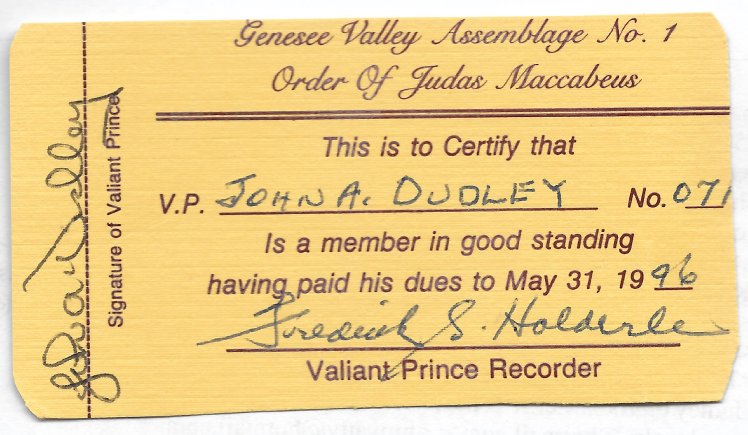 Genesee Valley Assemblage No. 1
Order Of Judas Maccabeus
This is to Certify that
V.P. JOHN A. DUDLEY No. 071
Is a member in good standing
having paid his dues to May 31, 1996
Frederick S. Holderle
Valiant Prince Recorder
Signature of Valiant Prince
John A Dudley